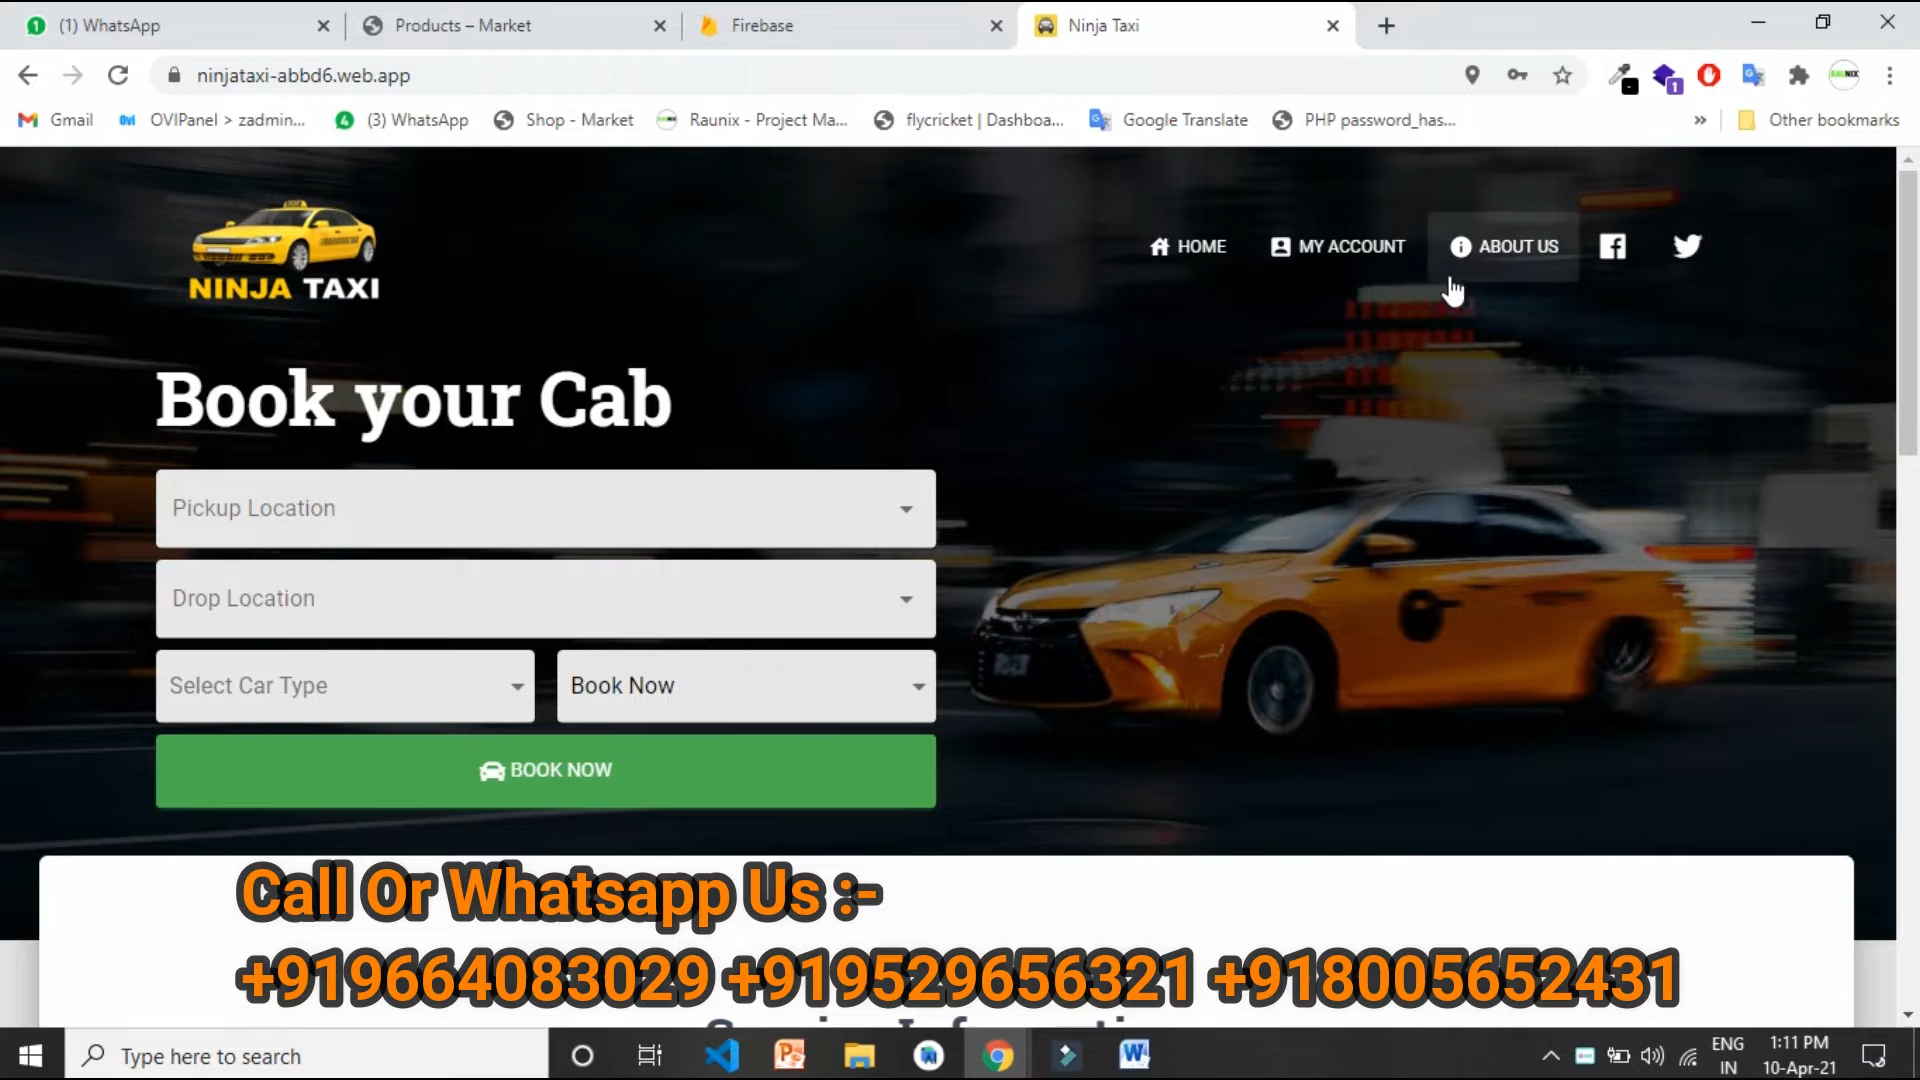 (1) WhatsApp
Products – Market
Firebase
Ninja Taxi
ninjataxi-abbd6.web.app
1
Gmail
OVIPanel > zadmin...
(3) WhatsApp
Shop - Market
Raunix - Project Ma...
flycricket | Dashboa...
Google Translate
PHP password_has...
Other bookmarks
NINJA TAXI
HOME
MY ACCOUNT
ABOUT US
Book your Cab
Pickup Location
Drop Location
Select Car Type
Book Now
BOOK NOW
Call Or Whatsapp Us :-
+919664083029 +919529656321 +918005652431
Type here to search
ENG
IN
1:11 PM
10-Apr-21